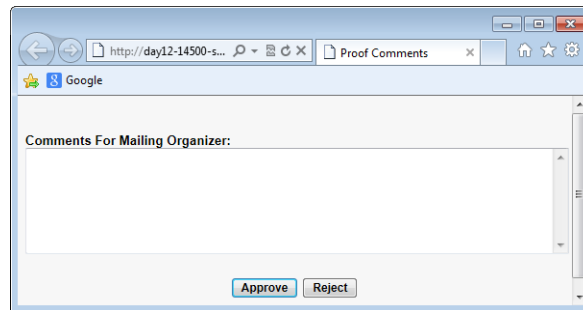 http://day12-14500-s... Proof Comments
Google
Comments For Mailing Organizer:
Approve Reject